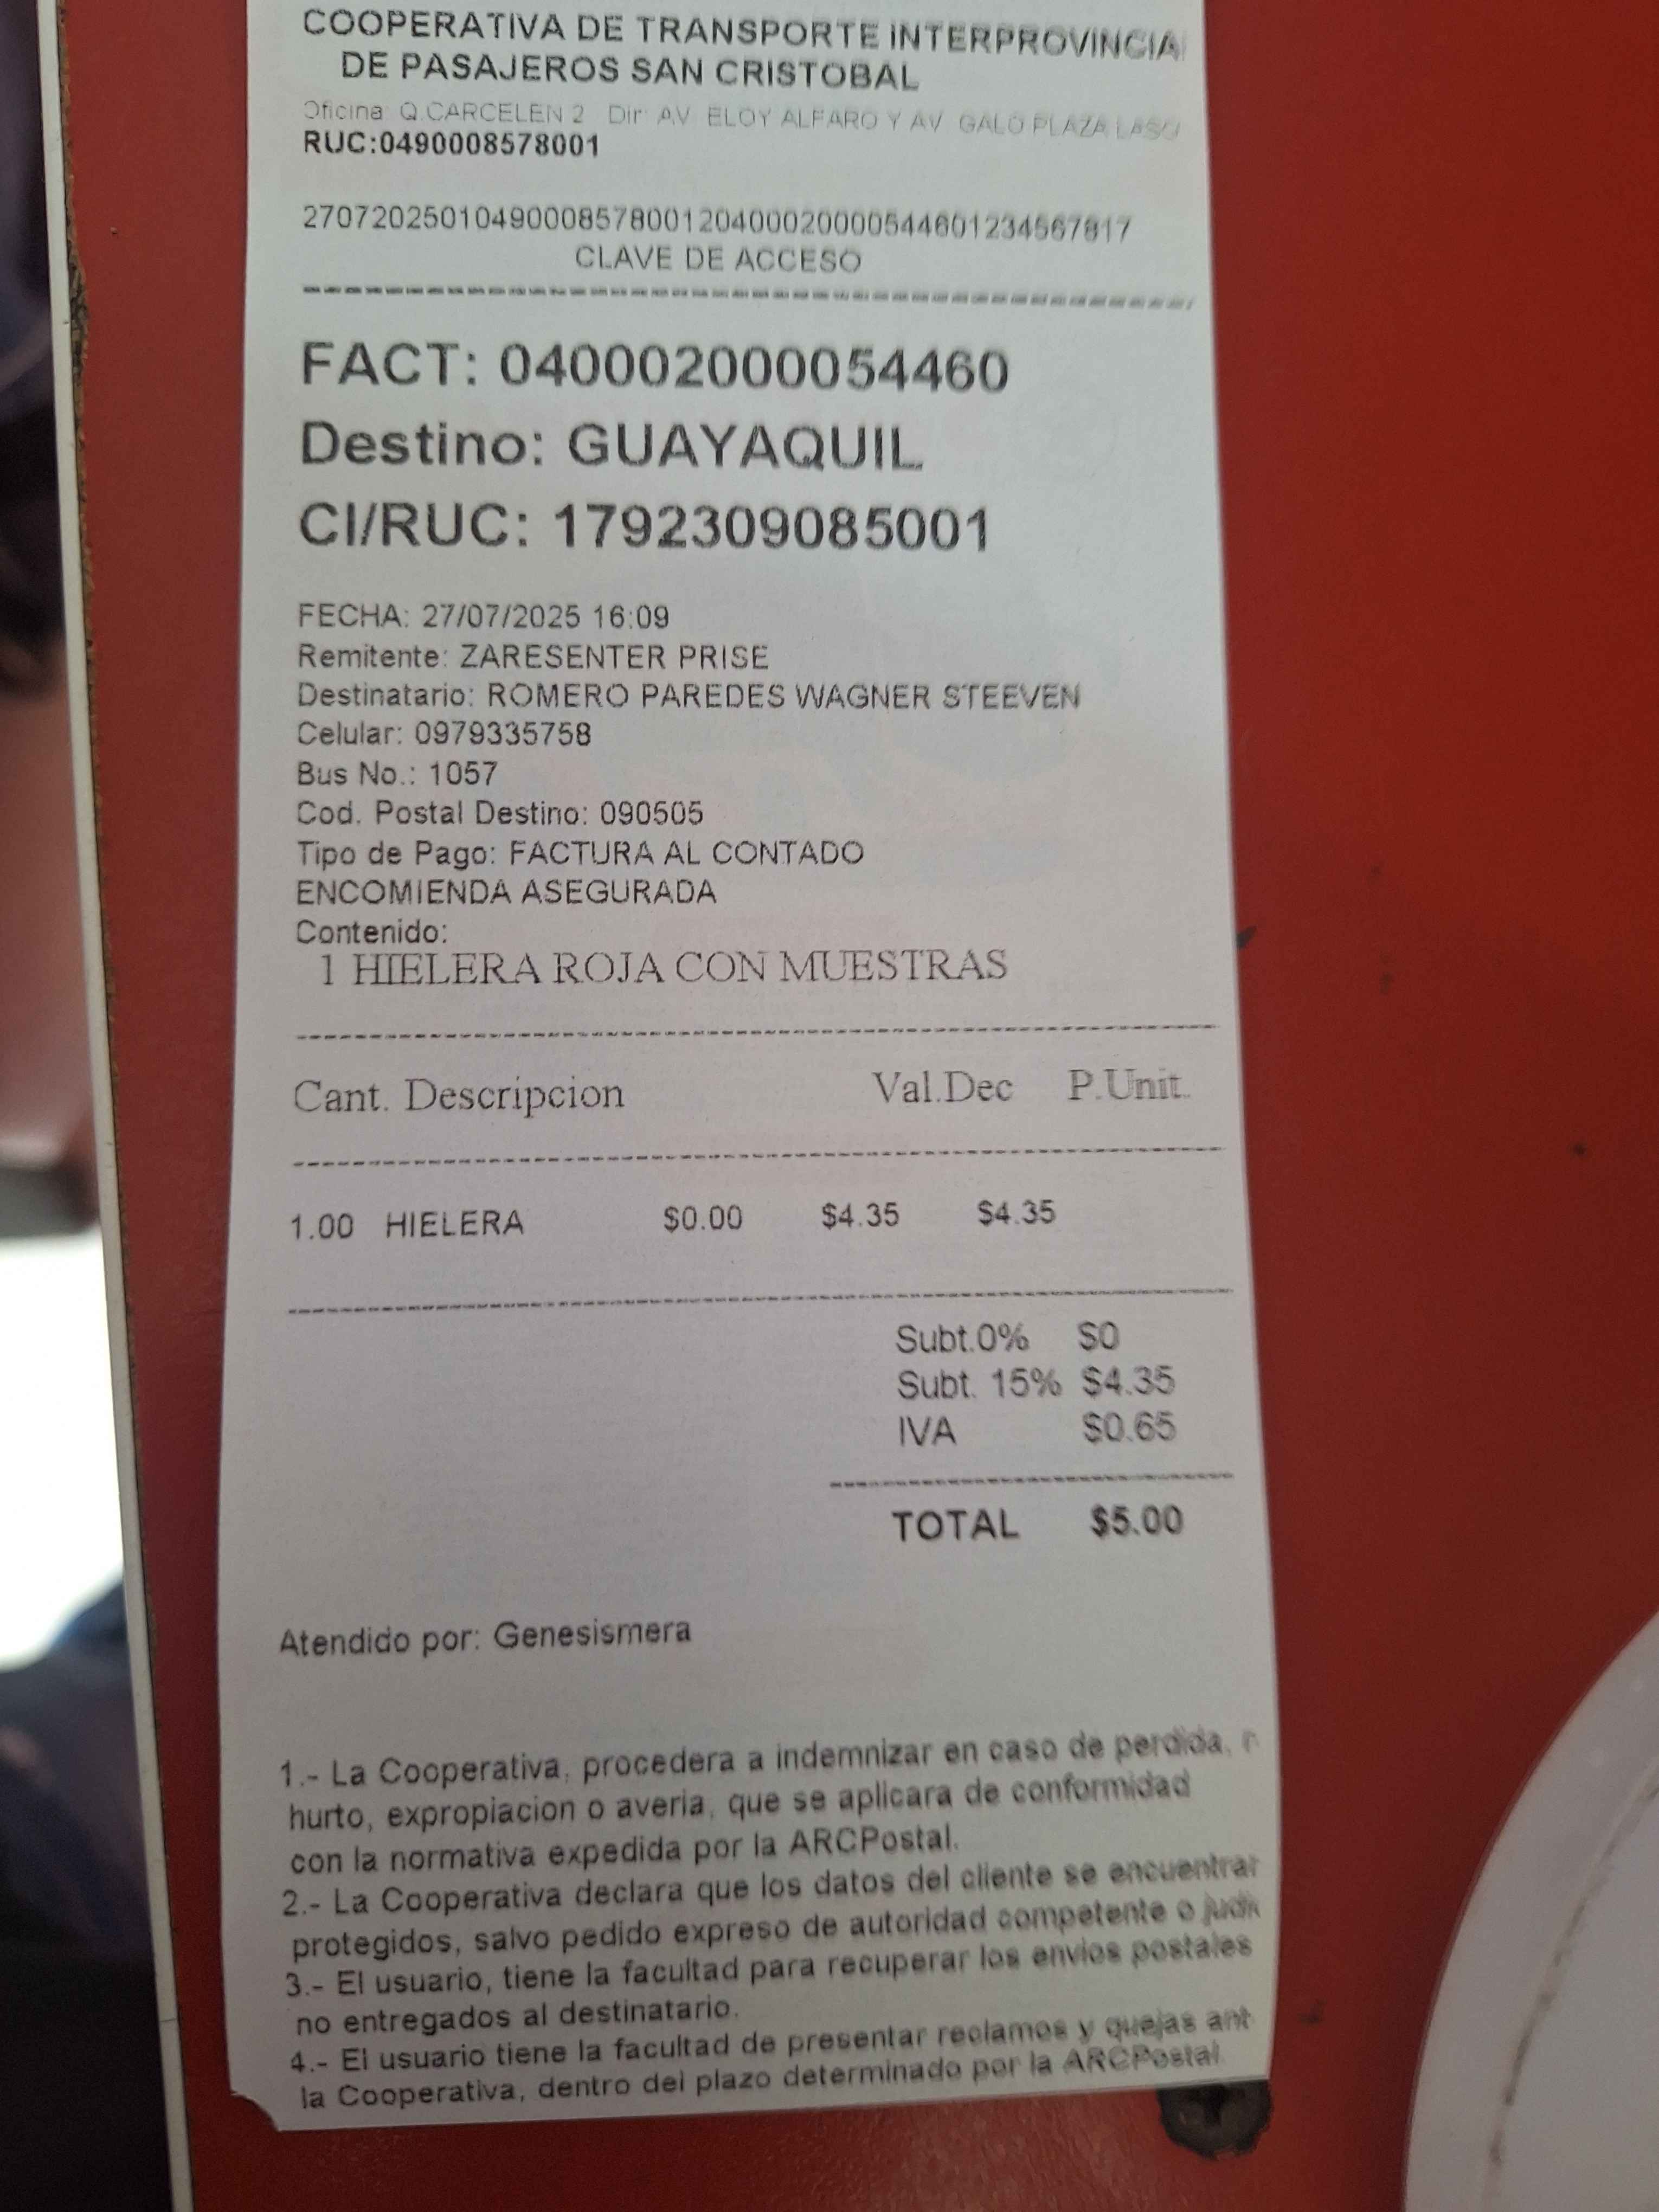 COOPERATIVA DE TRANSPORTE INTERPROVINCIA
DE PASAJEROS SAN CRISTOBAL
Oficina: Q.CARCELEN 2 Dir: AV. ELOY ALFARO Y AV. GALO PLAZA LASO
RUC:0490008578001
2707202501049000857800120400020000544601234567817
CLAVE DE ACCESO
FACT: 040002000054460
Destino: GUAYAQUIL
CI/RUC: 1792309085001
FECHA: 27/07/2025 16:09
Remitente: ZARESENTER PRISE
Destinatario: ROMERO PAREDES WAGNER STEEVEN
Celular: 0979335758
Bus No.: 1057
Cod. Postal Destino: 090505
Tipo de Pago: FACTURA AL CONTADO
ENCOMIENDA ASEGURADA
Contenido:
1 HIELERA ROJA CON MUESTRAS
Cant. Descripcion Val.Dec P.Unit.
1.00 HIELERA $0.00 $4.35 $4.35
Subt.0% $0
Subt. 15% $4.35
IVA $0.65
TOTAL $5.00
Atendido por: Genesismera
1.- La Cooperativa, procedera a indemnizar en caso de perdida,
hurto, expropiacion o averia, que se aplicara de conformidad
con la normativa expedida por la ARCPostal.
2.- La Cooperativa declara que los datos del cliente se encuentran
protegidos, salvo pedido expreso de autoridad competente o judi
3.- El usuario, tiene la facultad para recuperar los envios postales
no entregados al destinatario.
4.- El usuario tiene la facultad de presentar reclamos y quejas ant
la Cooperativa, dentro del plazo determinado por la ARCPostal.